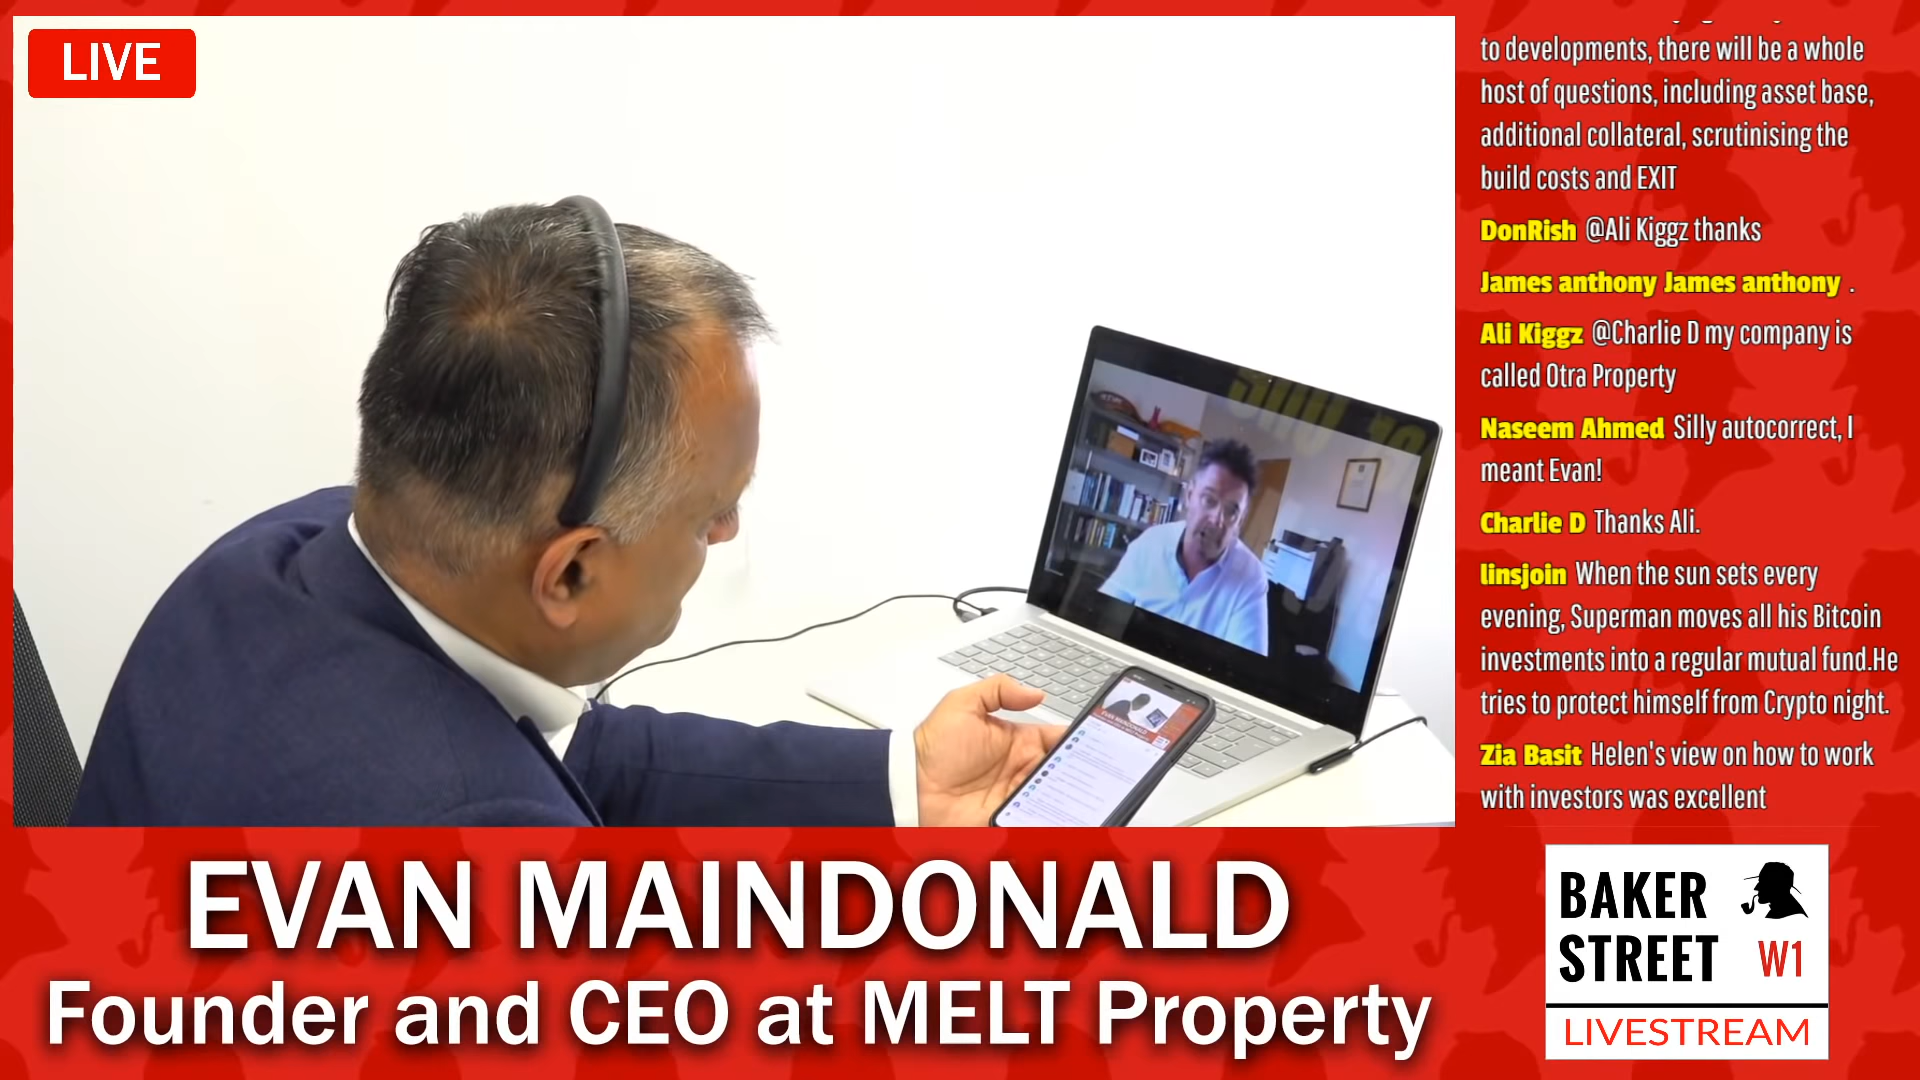 LIVE
to developments, there will be a whole
host of questions, including asset base,
additional collateral, scrutinising the
build costs and EXIT
DonRish @Ali Kiggz thanks
James anthony James anthony .
Ali Kiggz @Charlie D my company is
called Otra Property
Naseem Ahmed Silly autocorrect, I
meant Evan!
Charlie D Thanks Ali.
linsjoin When the sun sets every
evening, Superman moves all his Bitcoin
investments into a regular mutual fund.He
tries to protect himself from Crypto night.
Zia Basit Helen's view on how to work
with investors was excellent
EVAN MAINDONALD
EVAN MAINDONALD
Founder and CEO at MELT Property
BAKER
STREET W1
LIVESTREAM